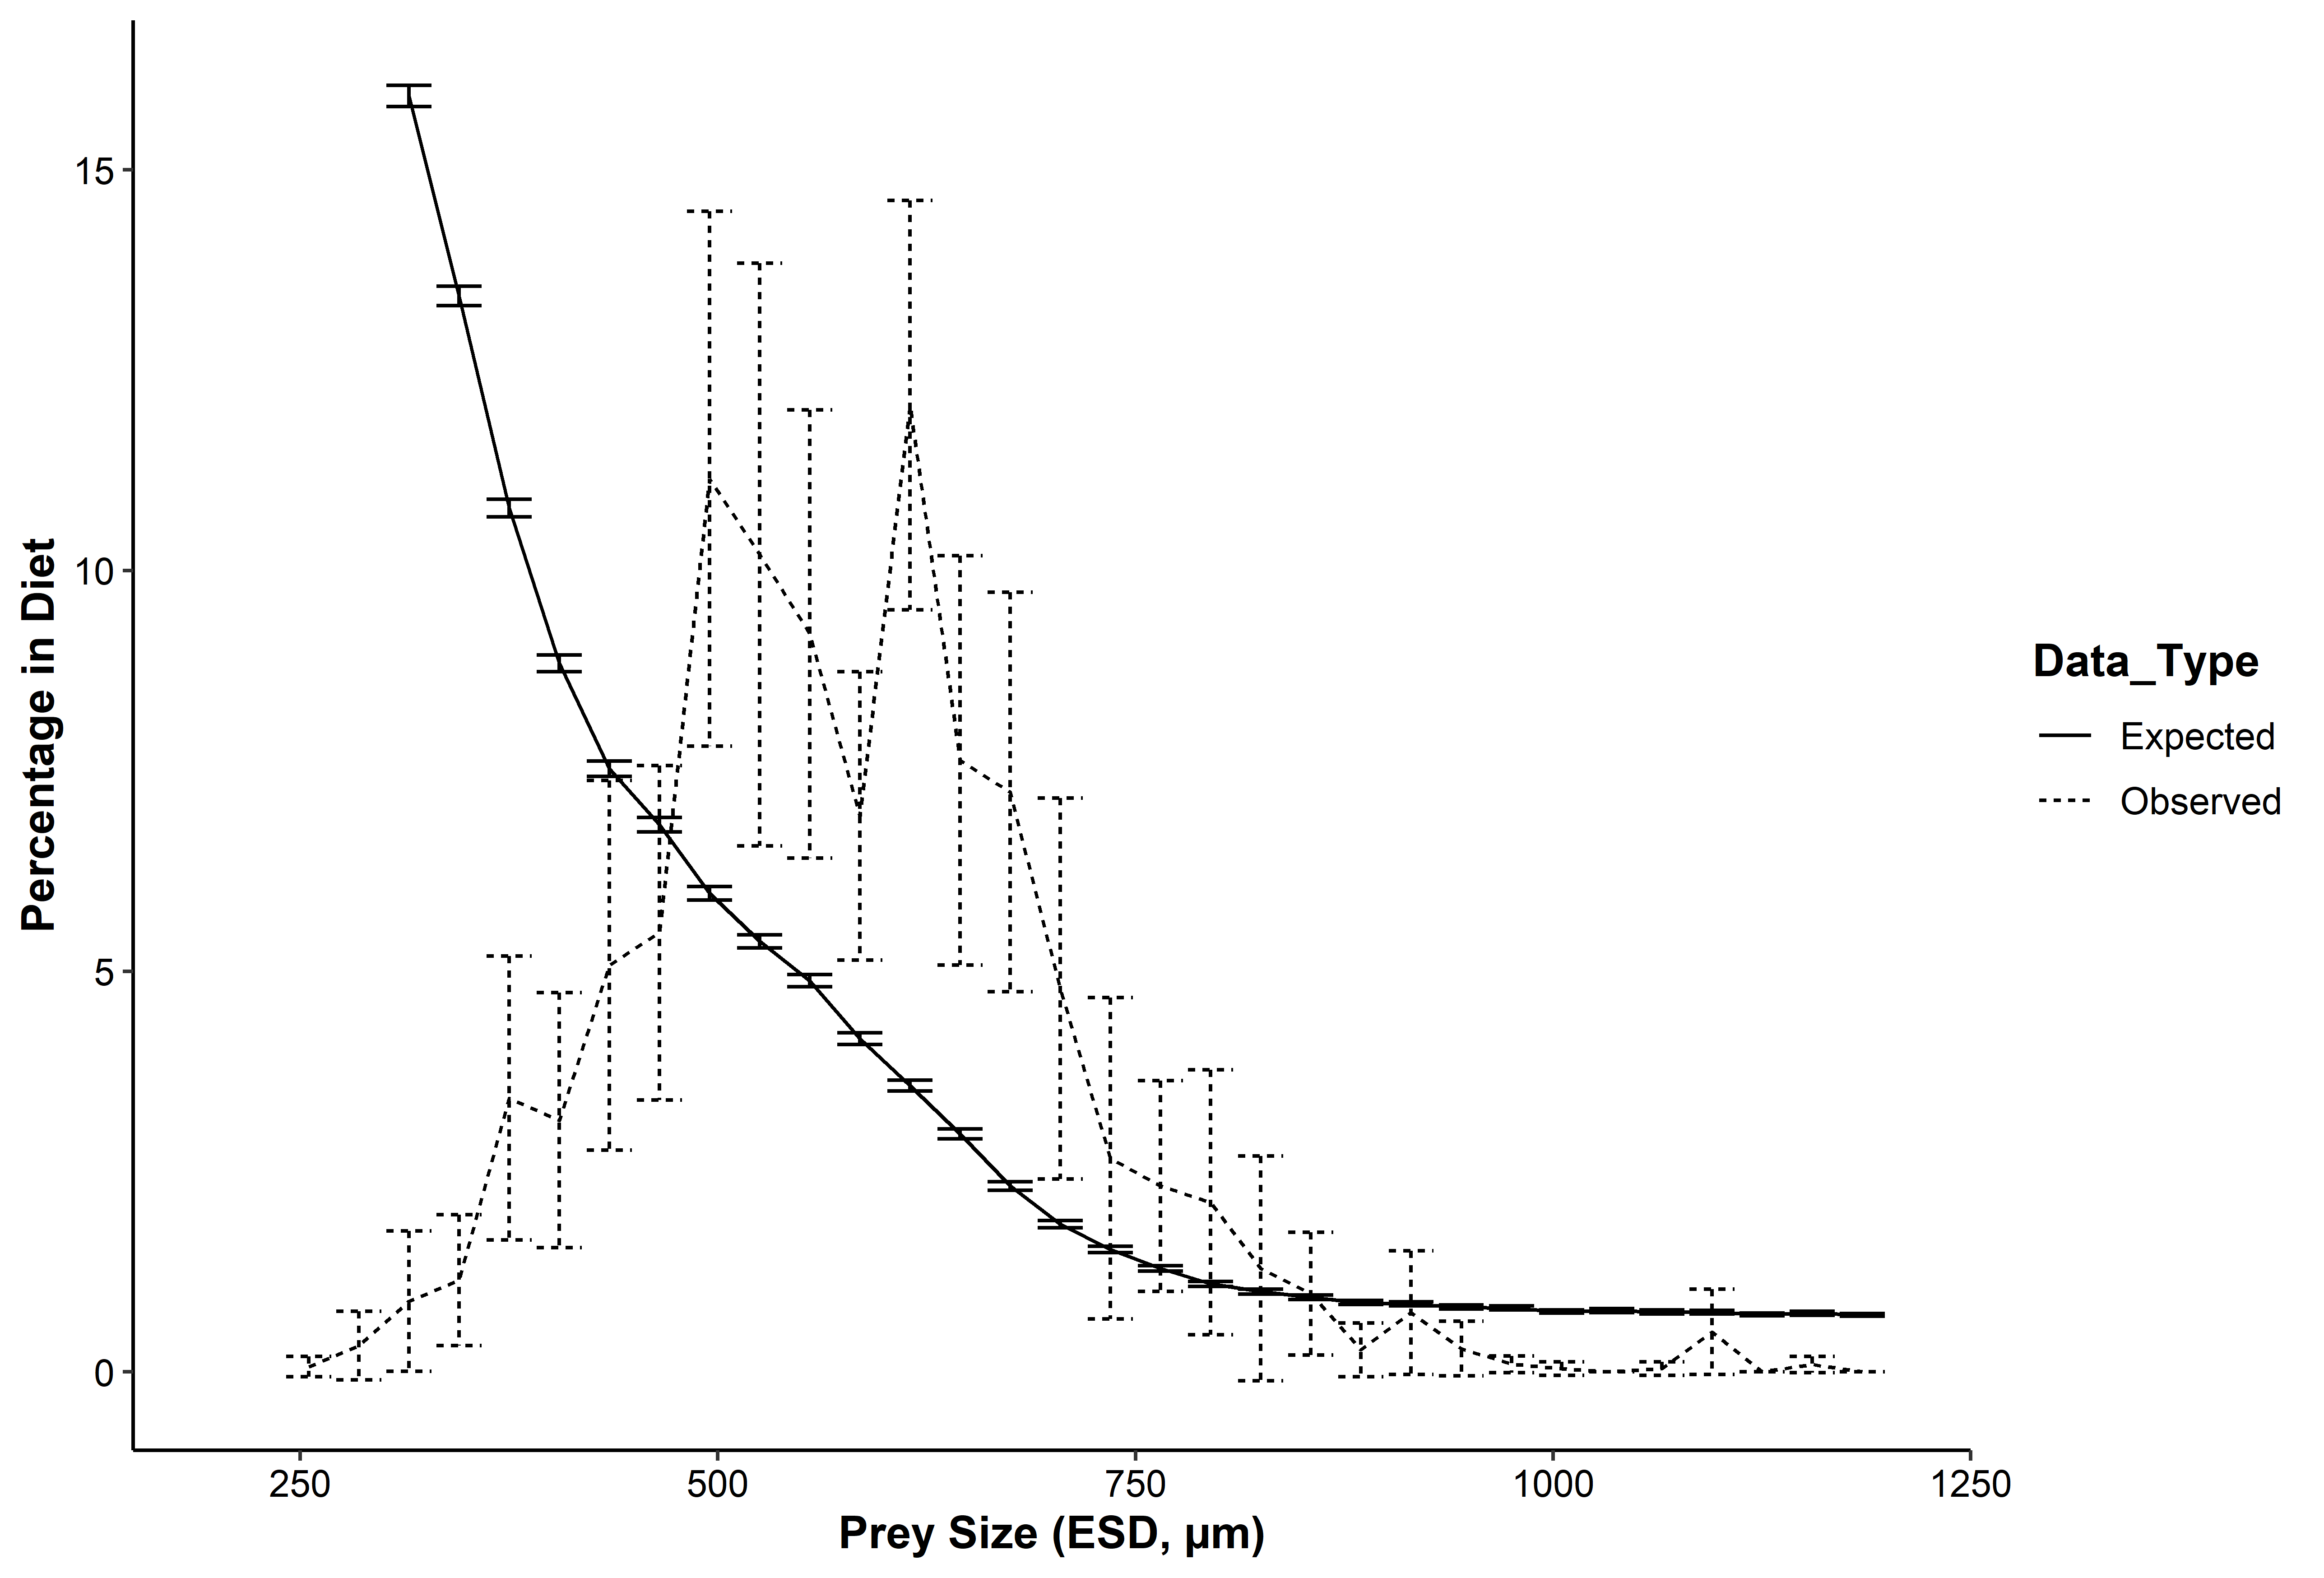 Percentage in Diet
15
10
5
0
250 500 750 1000 1250
Prey Size (ESD, µm)
Data_Type
Expected
Observed